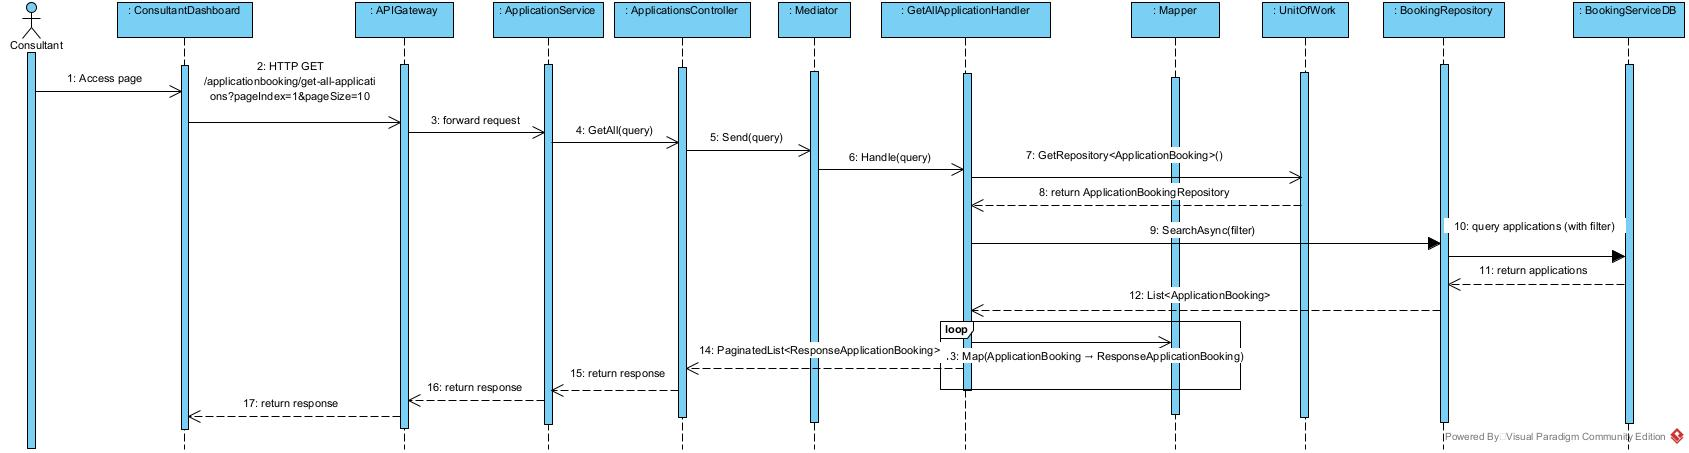 : ConsultantDashboard
: APIGateway
: ApplicationService
: ApplicationsController
: Mediator
: GetAllApplicationHandler
: Mapper
: UnitOfWork
: BookingRepository
: BookingServiceDB
Consultant
1: Access page
2: HTTP GET
/applicationbooking/get-all-applicati
ons?pageIndex=1&pageSize=10
3: forward request
4: GetAll(query)
5: Send(query)
6: Handle(query)
7: GetRepository<ApplicationBooking>()
8: return ApplicationBookingRepository
9: SearchAsync(filter)
10: query applications (with filter)
11: return applications
12: List<ApplicationBooking>
loop
3: Map(ApplicationBooking → ResponseApplicationBooking)
14: PaginatedList<ResponseApplicationBooking>
15: return response
16: return response
17: return response
Powered By Visual Paradigm Community Edition